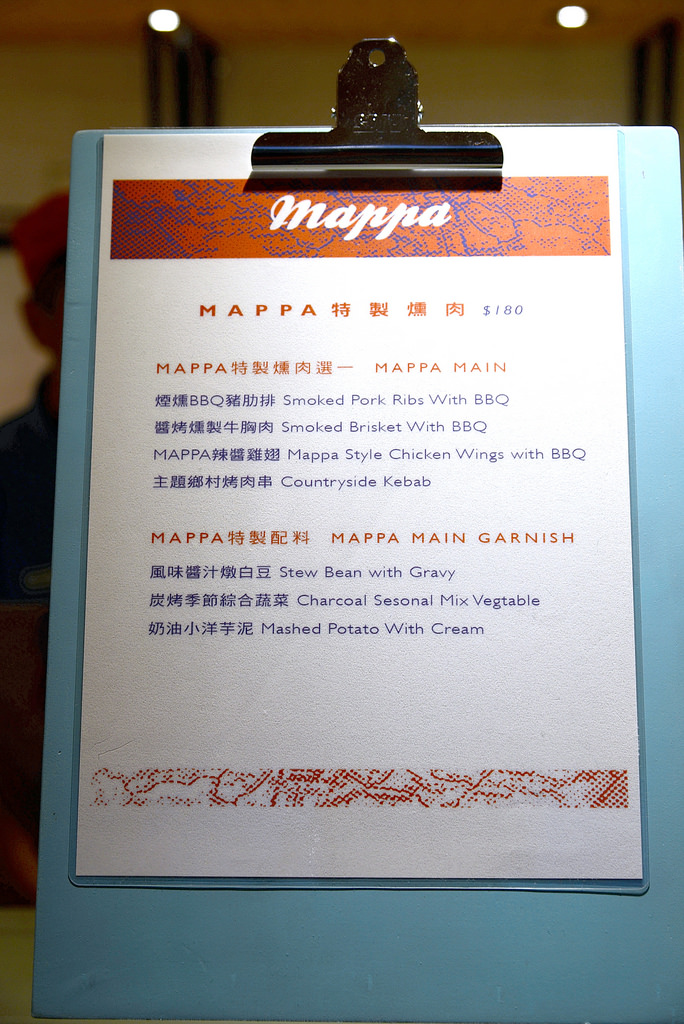 mappa
MAPPA特製燻肉 $180
MAPPA特製燻肉選一 MAPPA MAIN
煙燻BBQ豬肋排 Smoked Pork Ribs With BBQ
醬烤燻製牛胸肉 Smoked Brisket With BBQ
MAPPA辣醬雞翅 Mappa Style Chicken Wings with BBQ
主題鄉村烤肉串 Countryside Kebab
MAPPA特製配料 MAPPA MAIN GARNISH
風味醬汁燉白豆 Stew Bean with Gravy
炭烤季節綜合蔬菜 Charcoal Sesonal Mix Vegtable
奶油小洋芋泥 Mashed Potato With Cream